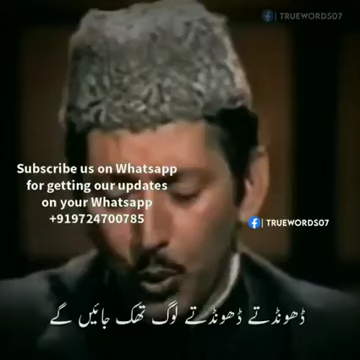 | TRUEWORDS07
Subscribe us on Whatsapp
for getting our updates
on your Whatsapp
+919724700785
| TRUEWORDS07
ڈھونڈتے ڈھونڈتے لوگ تھک جائیں گے